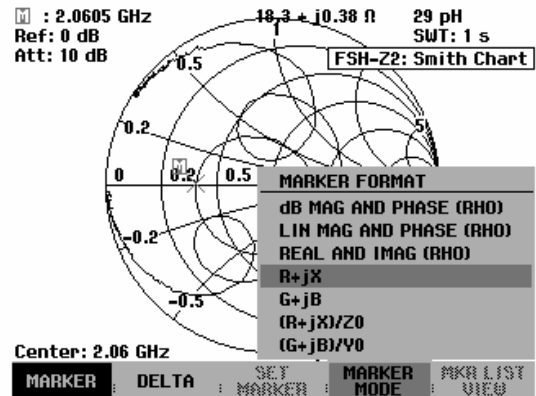 M : 2.0605 GHz 18.3 + j0.38 Ω 29 pH
Ref: 0 dB SWT: 1 s
Att: 10 dB
FSH-Z2: Smith Chart
1
0.5
0.2
5
M
0 0.2 0.5
-0.2
-0.5
MARKER FORMAT
dB MAG AND PHASE (RHO)
LIN MAG AND PHASE (RHO)
REAL AND IMAG (RHO)
R+jX
G+jB
(R+jX)/Z0
(G+jB)/Y0
Center: 2.06 GHz
MARKER DELTA SET MARKER MARKER MODE MKR LIST VIEW